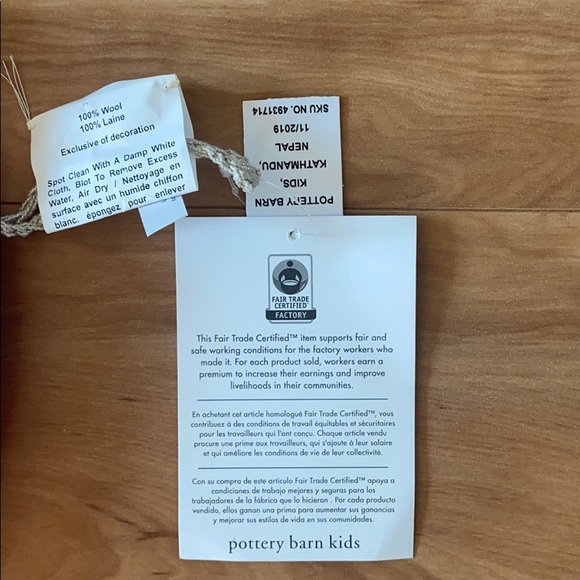 100% Wool
100% Laine
Exclusive of decoration
Spot Clean With A Damp White
Cloth, Blot To Remove Excess
Water, Air Dry / Nettoyage en
surface avec un humide chiffon
blanc, épongez pour enlever
POTTERY BARN
KIDS,
KATHMANDU,
NEPAL
11/2019
SKU NO. 4931714
FAIR TRADE
CERTIFIED
FACTORY
This Fair Trade Certified™ item supports fair and
safe working conditions for the factory workers who
made it. For each product sold, workers earn a
premium to increase their earnings and improve
livelihoods in their communities.
En achetant cet article homologué Fair Trade Certified™, vous
contribuez à des conditions de travail équitables et sécuritaires
pour les travailleurs qui l'ont conçu. Chaque article vendu
procure une prime aux travailleurs, qui s'ajoute à leur salaire
et qui améliore les conditions de vie de leur collectivité.
Con su compra de este artículo Fair Trade Certified™ apoya a
condiciones de trabajo mejores y seguras para los
trabajadores de la fábrica que lo hicieron . Por cada producto
vendido, ellos ganan una prima para aumentar sus ganancias
y mejorar sus estilos de vida en sus comunidades.
pottery barn kids